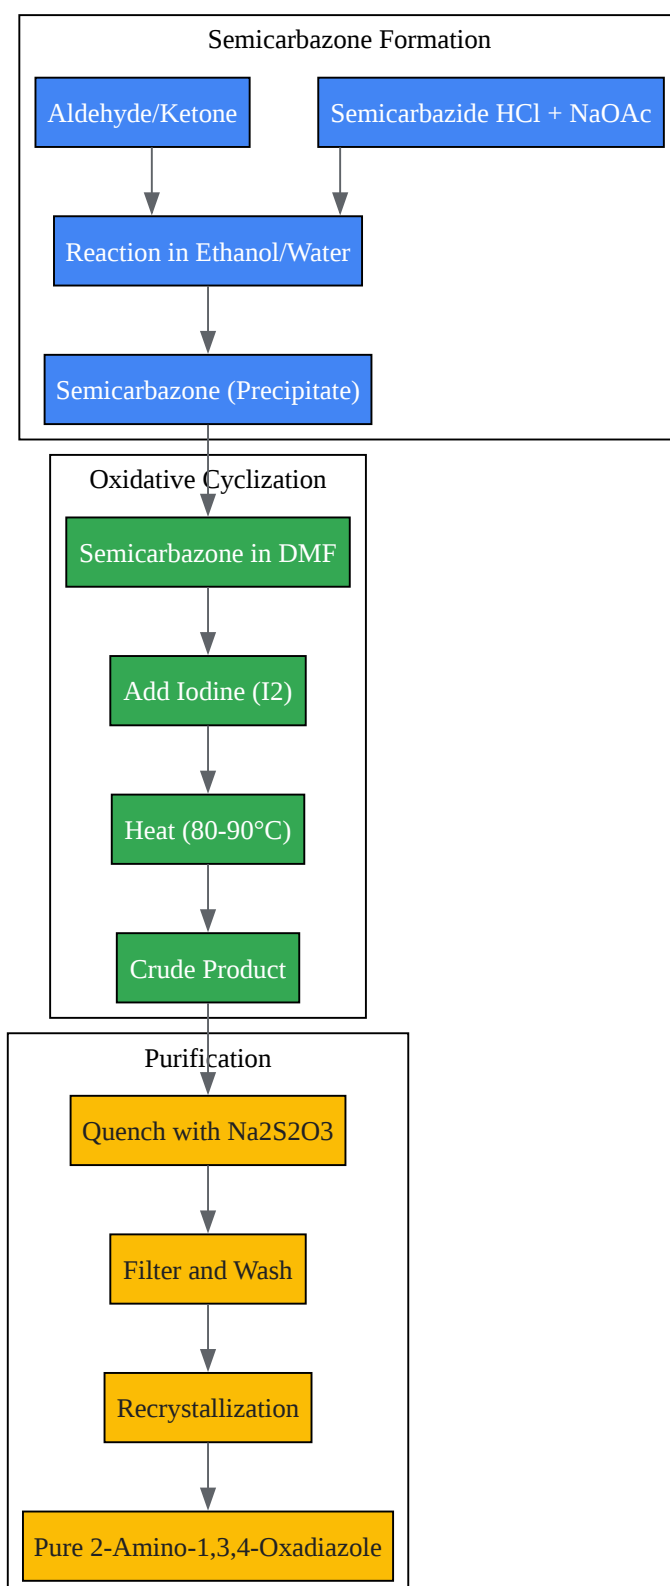 Semicarbazone Formation
Aldehyde/Ketone
Semicarbazide HCl + NaOAc
Reaction in Ethanol/Water
Semicarbazone (Precipitate)
Oxidative Cyclization
Semicarbazone in DMF
Add Iodine (I2)
Heat (80-90°C)
Crude Product
Purification
Quench with Na2S2O3
Filter and Wash
Recrystallization
Pure 2-Amino-1,3,4-Oxadiazole